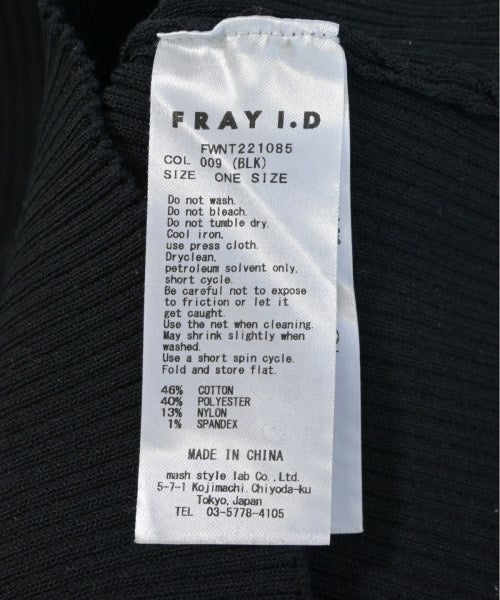 FRAY I.D
FWNT221085
COL 009 (BLK)
SIZE ONE SIZE
Do not wash.
Do not bleach.
Do not tumble dry.
Cool iron.
use press cloth.
Dryclean,
petroleum solvent only,
short cycle.
Be careful not to expose
to friction or let it
get caught.
Use the net when cleaning.
May shrink slightly when
washed.
Use a short spin cycle.
Fold and store flat.
46% COTTON
40% POLYESTER
13% NYLON
1% SPANDEX
MADE IN CHINA
mash style lab Co., Ltd.
5-7-1 Kojimachi. Chiyoda-ku
Tokyo. Japan
TEL 03-5778-4105